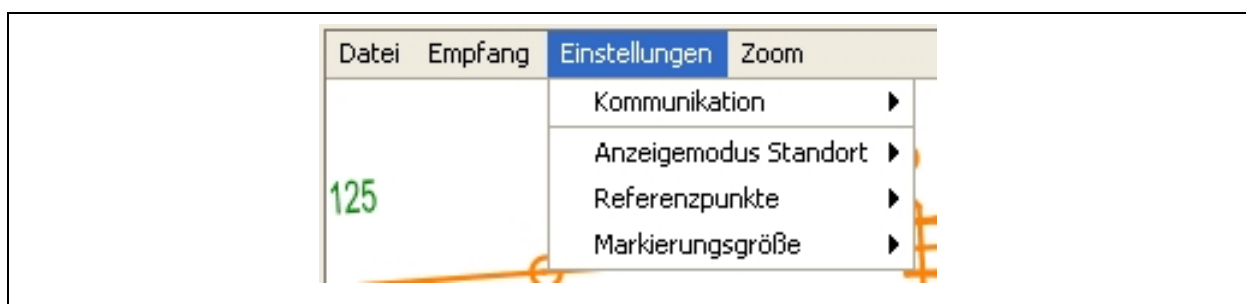 Datei Empfang Einstellungen Zoom
Kommunikation
Anzeigemodus Standort
125
Referenzpunkte
Markierungsgröße